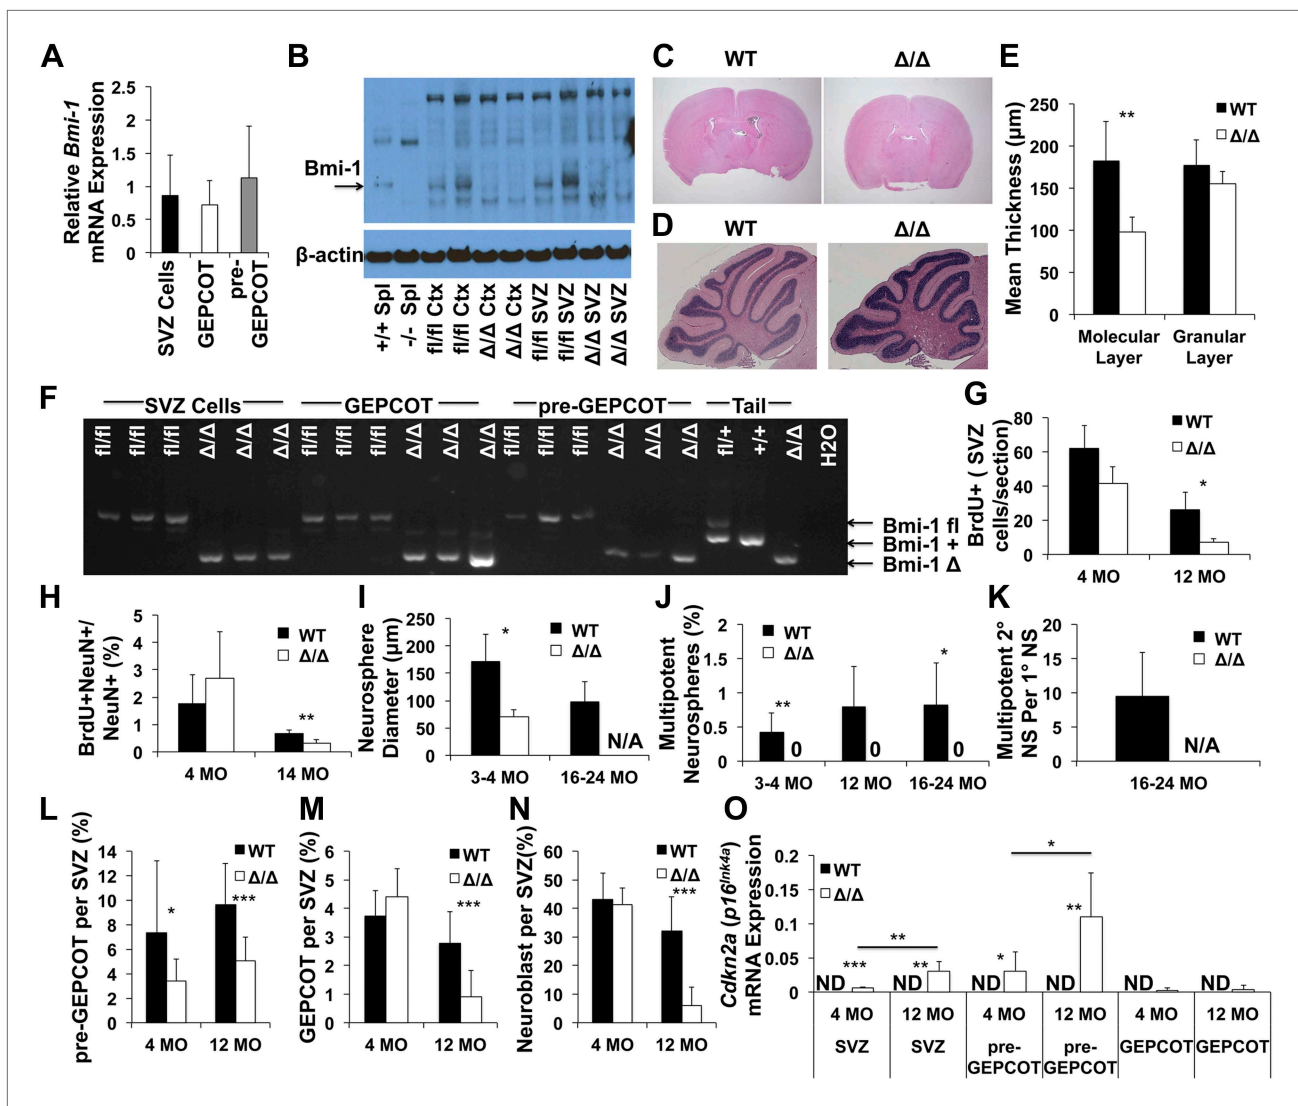 A
Relative Bmi-1
mRNA Expression
2.5
2
1.5
1
0.5
0
SVZ Cells
GEPCOT
pre-
GEPCOT
B
Bmi-1
β-actin
+/+ Spl
-/- Spl
fl/fl Ctx
fl/fl Ctx
Δ/Δ Ctx
Δ/Δ Ctx
fl/fl SVZ
fl/fl SVZ
Δ/Δ SVZ
Δ/Δ SVZ
C
WT
Δ/Δ
D
WT
Δ/Δ
E
Mean Thickness (μm)
250
200
150
100
50
0
WT
Δ/Δ
**
Molecular
Layer
Granular
Layer
F
SVZ Cells
GEPCOT
pre-GEPCOT
Tail
fl/fl
fl/fl
fl/fl
Δ/Δ
Δ/Δ
Δ/Δ
fl/fl
fl/fl
fl/fl
Δ/Δ
Δ/Δ
Δ/Δ
fl/fl
fl/fl
fl/fl
Δ/Δ
Δ/Δ
Δ/Δ
fl/+
+/+
Δ/Δ
H2O
Bmi-1 fl
Bmi-1 +
Bmi-1 Δ
G
BrdU+ ( SVZ
cells/section)
80
60
40
20
0
WT
Δ/Δ
*
4 MO
12 MO
H
BrdU+NeuN+/
NeuN+ (%)
5
4
3
2
1
0
WT
Δ/Δ
**
4 MO
14 MO
I
Neurosphere
Diameter (μm)
250
200
150
100
50
0
*
WT
Δ/Δ
N/A
3-4 MO
16-24 MO
J
Multipotent
Neurospheres (%)
2
1.5
1
0.5
0
WT
Δ/Δ
**
*
0
0
0
3-4 MO
12 MO
16-24 MO
K
Multipotent 2°
NS Per 1° NS
20
15
10
5
0
WT
Δ/Δ
N/A
16-24 MO
L
pre-GEPCOT per SVZ (%)
14
12
10
8
6
4
2
0
WT
Δ/Δ
*
***
4 MO
12 MO
M
GEPCOT per SVZ (%)
6
5
4
3
2
1
0
WT
Δ/Δ
***
4 MO
12 MO
N
Neuroblast per SVZ(%)
60
50
40
30
20
10
0
WT
Δ/Δ
***
4 MO
12 MO
O
Cdkn2a (p16Ink4a)
mRNA Expression
0.2
0.15
0.1
0.05
0
WT
Δ/Δ
*
**
ND *** ND ** ND * ND ** ND ND
4 MO 12 MO 4 MO 12 MO 4 MO 12 MO
SVZ SVZ pre-GEPCOT pre-GEPCOT GEPCOT GEPCOT